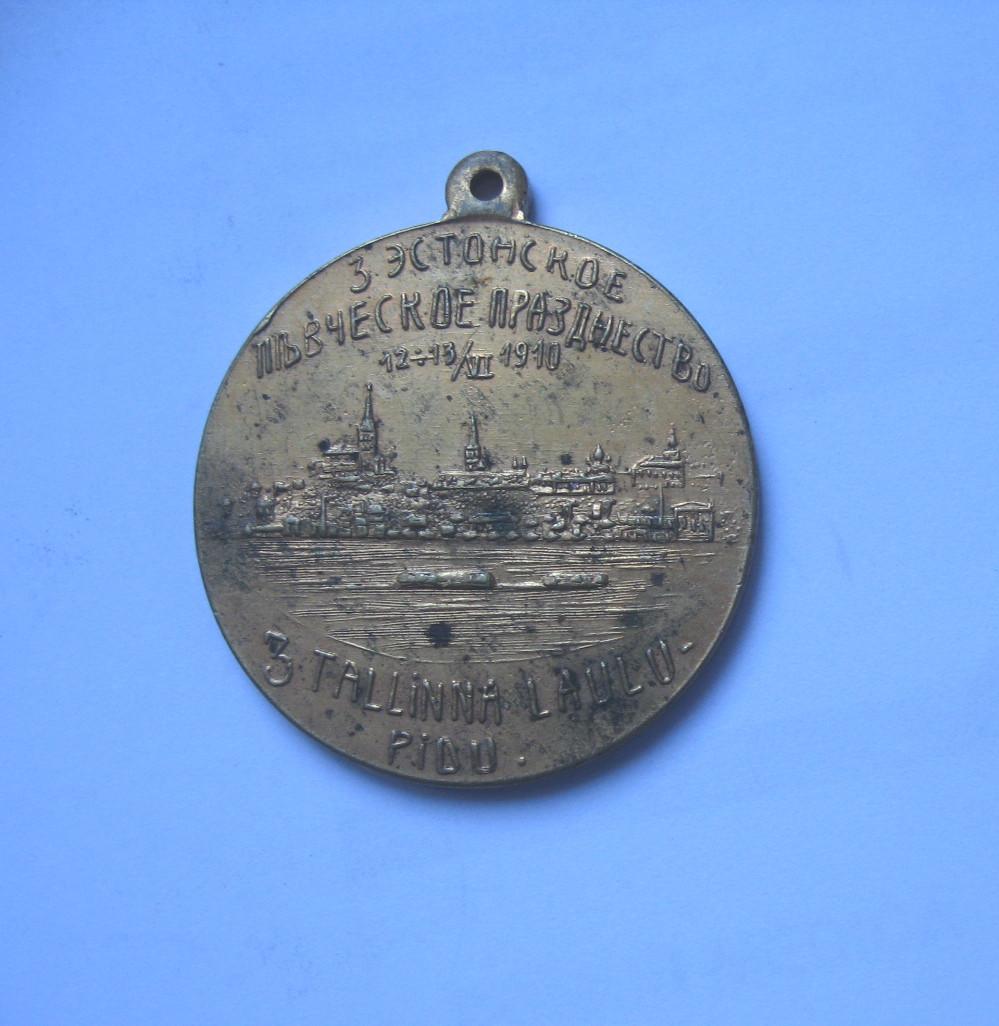 3 ЭСТОНСКОЕ
ПѢВЧЕСКОЕ ПРАЗДНЕСТВО
12÷13/VII 1910
3 TALLiNNA LAULU-
PiDU.